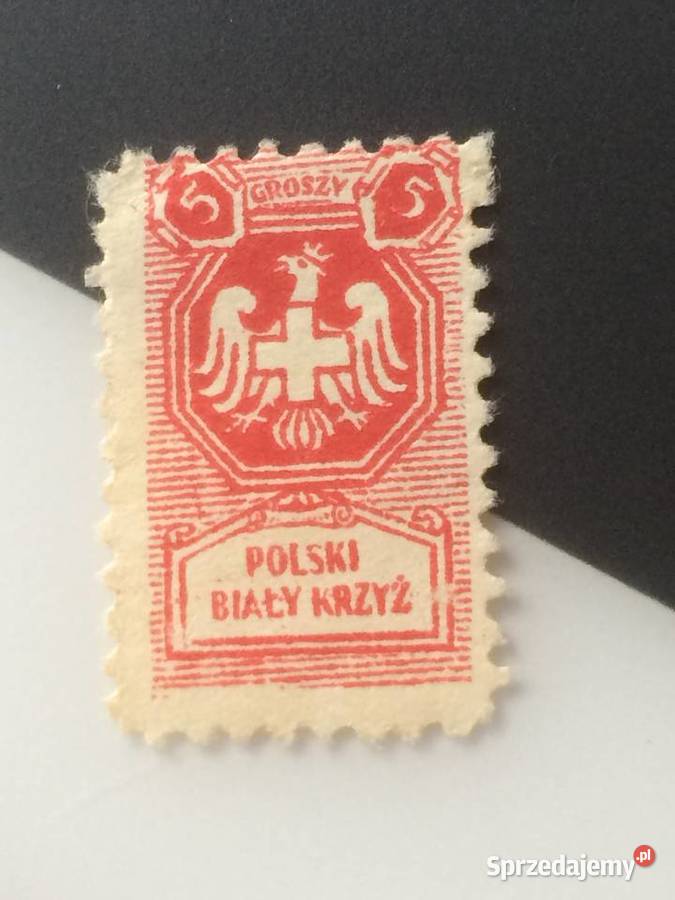 5 GROSZY 5
POLSKI
BIAŁY KRZYŻ
Sprzedajemy.pl